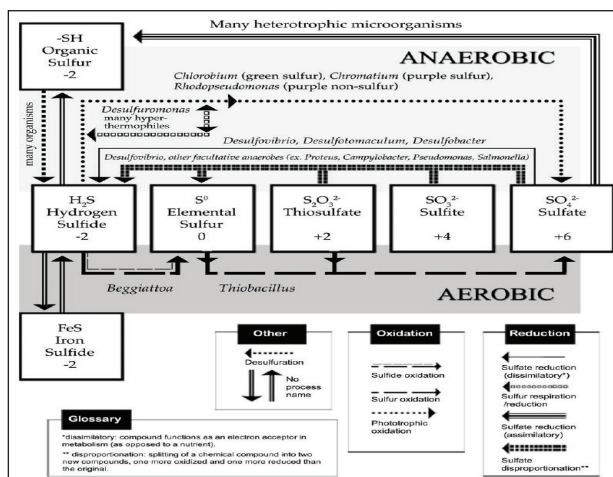 Many heterotrophic microorganisms
-SH
Organic
Sulfur
-2
ANAEROBIC
Chlorobium (green sulfur), Chromatium (purple sulfur),
Rhodopseudomonas (purple non-sulfur)
many organisms
Desulfuromonas
many hyper-
thermophiles
Desulfovibrio, Desulfotomaculum, Desulfobacter
Desulfovibrio, other facultative anaerobes (ex. Proteus, Campylobacter, Pseudomonas, Salmonella)
H₂S
Hydrogen
Sulfide
-2
S⁰
Elemental
Sulfur
0
S₂O₃²⁻
Thiosulfate
+2
SO₃²⁻
Sulfite
+4
SO₄²⁻
Sulfate
+6
Beggiattoa
Thiobacillus
AEROBIC
FeS
Iron
Sulfide
-2
Other
Desulfuration
No
process
name
Oxidation
Sulfide oxidation
Sulfur oxidation
Phototrophic
oxidation
Reduction
Sulfate reduction
(dissimilatory*)
Sulfur respiration
/reduction
Sulfate reduction
(assimilatory)
Sulfate
disproportionation**
Glossary
*dissimilatory: compound functions as an electron acceptor in
metabolism (as opposed to a nutrient).
** disproportionation: splitting of a chemical compound into two
new compounds, one more oxidized and one more reduced than
the original.